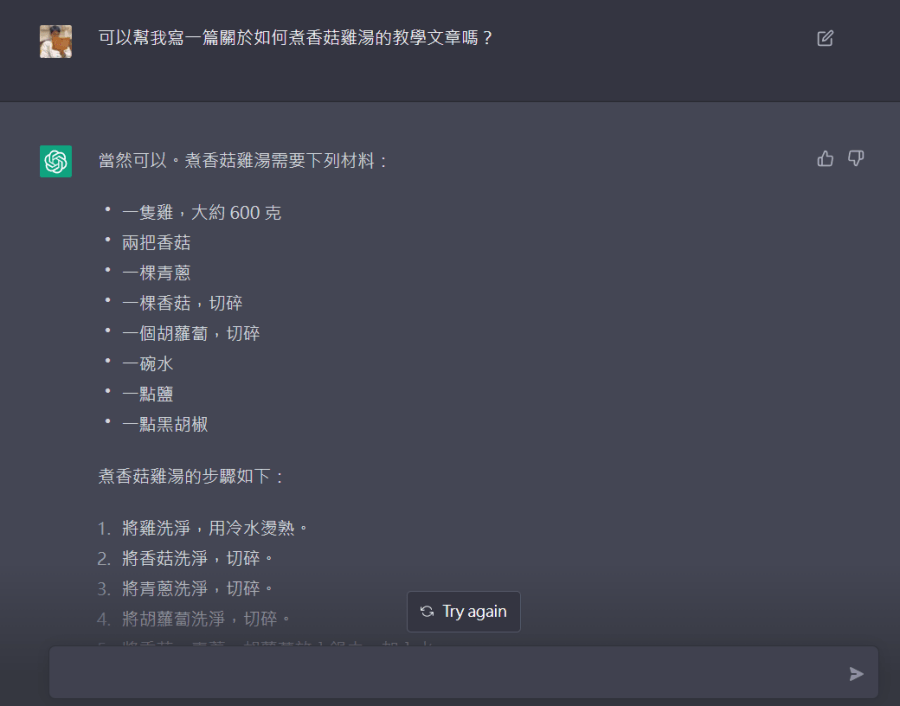 可以幫我寫一篇關於如何煮香菇雞湯的教學文章嗎？
當然可以。煮香菇雞湯需要下列材料：
• 一隻雞，大約 600 克
• 兩把香菇
• 一棵青蔥
• 一棵香菇，切碎
• 一個胡蘿蔔，切碎
• 一碗水
• 一點鹽
• 一點黑胡椒
煮香菇雞湯的步驟如下：
1. 將雞洗淨，用冷水燙熟。
2. 將香菇洗淨，切碎。
3. 將青蔥洗淨，切碎。
4. 將胡蘿蔔洗淨，切碎。
Try again